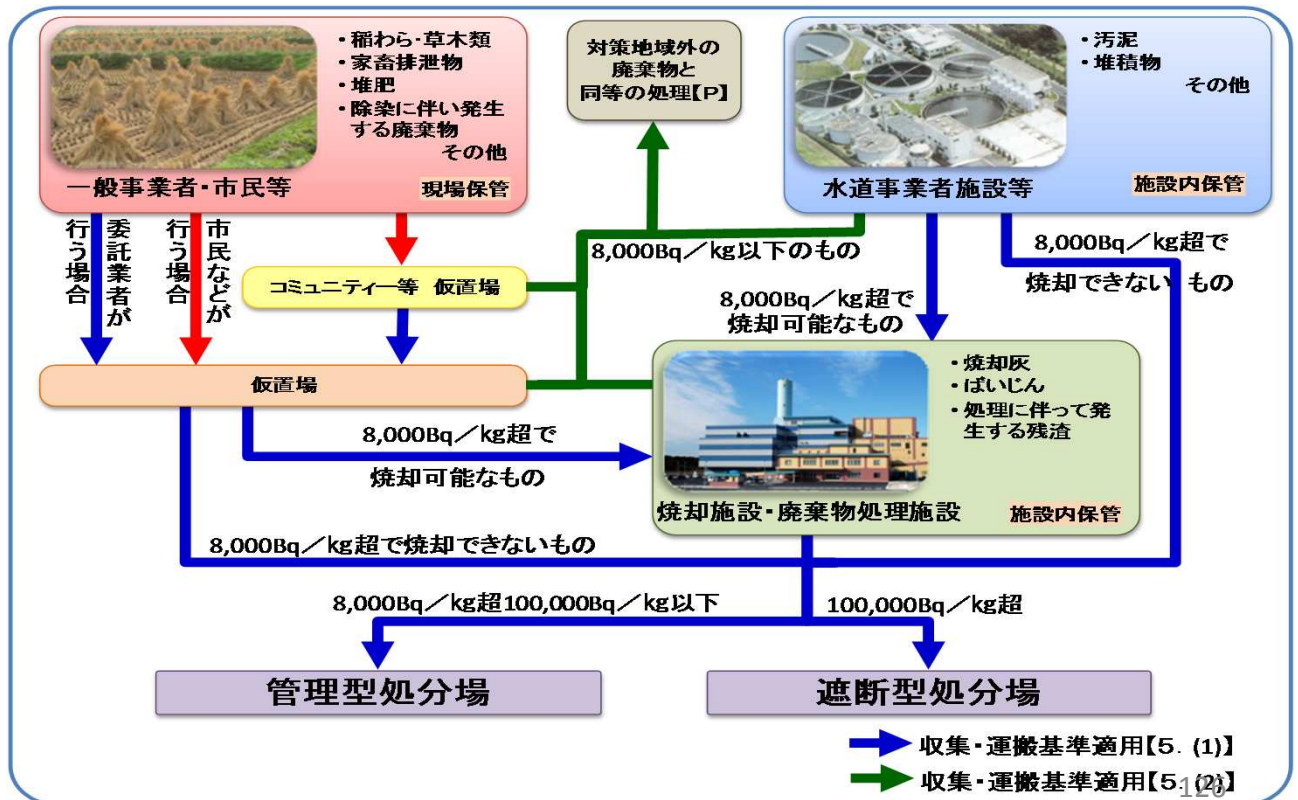 ・稲わら・草木類
・家畜排泄物
・堆肥
・除染に伴い発生
する廃棄物
その他
一般事業者・市民等
現場保管
対策地域外の
廃棄物と
同等の処理【P】
・汚泥
・堆積物
その他
水道事業者施設等
施設内保管
委託業者が
行う場合
市民などが
行う場合
コミュニティー等 仮置場
仮置場
8,000Bq／kg以下のもの
8,000Bq／kg超で
焼却可能なもの
8,000Bq／kg超で
焼却できないもの
・焼却灰
・ばいじん
・処理に伴って発
生する残渣
焼却施設・廃棄物処理施設
施設内保管
8,000Bq／kg超で
焼却可能なもの
8,000Bq／kg超で焼却できないもの
8,000Bq／kg超100,000Bq／kg以下
100,000Bq／kg超
管理型処分場
遮断型処分場
収集・運搬基準適用【5. (1)】
収集・運搬基準適用【5. (2)】
126